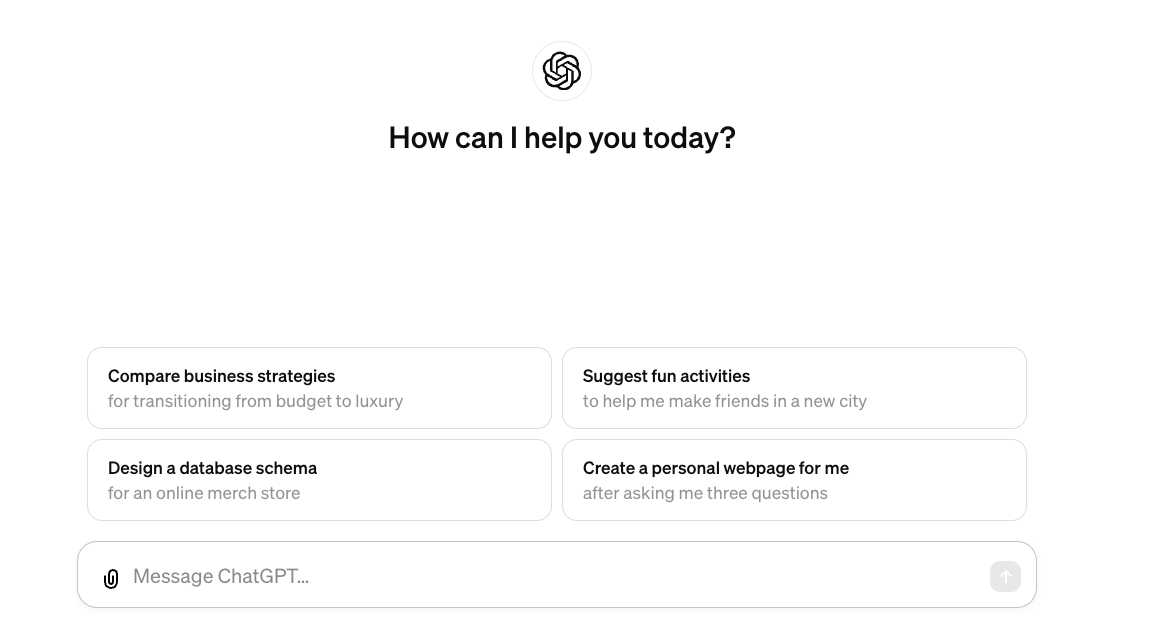 How can I help you today?
Compare business strategies
for transitioning from budget to luxury
Suggest fun activities
to help me make friends in a new city
Design a database schema
for an online merch store
Create a personal webpage for me
after asking me three questions
Message ChatGPT...